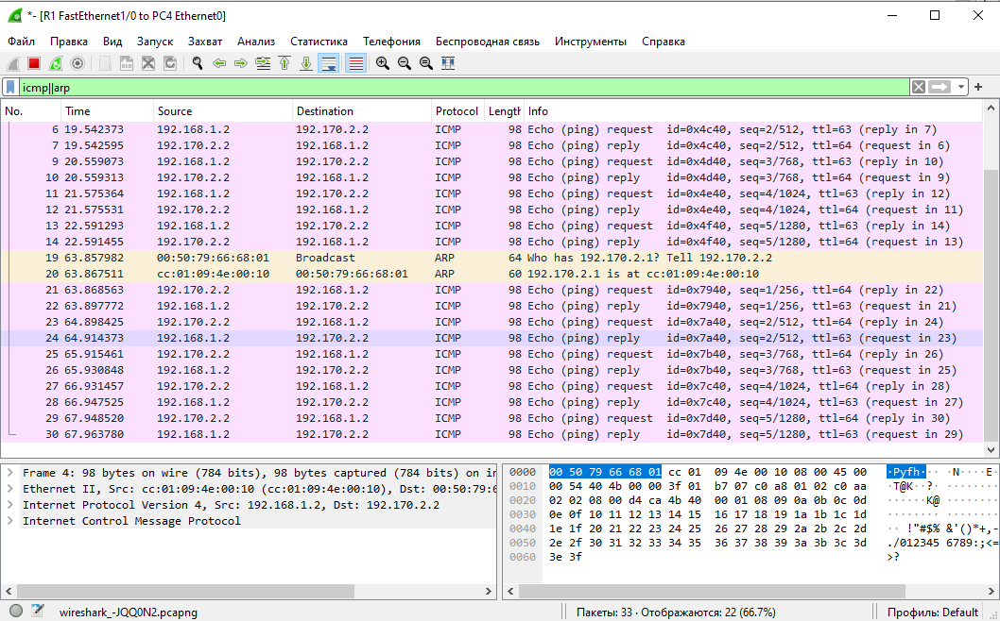 *- [R1 FastEthernet1/0 to PC4 Ethernet0]
Файл Правка Вид Запуск Захват Анализ Статистика Телефония Беспроводная связь Инструменты Справка
icmp||arp
No. Time Source Destination Protocol Length Info
6 19.542373 192.168.1.2 192.170.2.2 ICMP 98 Echo (ping) request id=0x4c40, seq=2/512, ttl=63 (reply in 7)
7 19.542595 192.170.2.2 192.168.1.2 ICMP 98 Echo (ping) reply id=0x4c40, seq=2/512, ttl=64 (request in 6)
9 20.559073 192.168.1.2 192.170.2.2 ICMP 98 Echo (ping) request id=0x4d40, seq=3/768, ttl=63 (reply in 10)
10 20.559313 192.170.2.2 192.168.1.2 ICMP 98 Echo (ping) reply id=0x4d40, seq=3/768, ttl=64 (request in 9)
11 21.575364 192.168.1.2 192.170.2.2 ICMP 98 Echo (ping) request id=0x4e40, seq=4/1024, ttl=63 (reply in 12)
12 21.575531 192.170.2.2 192.168.1.2 ICMP 98 Echo (ping) reply id=0x4e40, seq=4/1024, ttl=64 (request in 11)
13 22.591293 192.168.1.2 192.170.2.2 ICMP 98 Echo (ping) request id=0x4f40, seq=5/1280, ttl=63 (reply in 14)
14 22.591455 192.170.2.2 192.168.1.2 ICMP 98 Echo (ping) reply id=0x4f40, seq=5/1280, ttl=64 (request in 13)
19 63.857982 00:50:79:66:68:01 Broadcast ARP 64 Who has 192.170.2.1? Tell 192.170.2.2
20 63.867511 cc:01:09:4e:00:10 00:50:79:66:68:01 ARP 60 192.170.2.1 is at cc:01:09:4e:00:10
21 63.868563 192.170.2.2 192.168.1.2 ICMP 98 Echo (ping) request id=0x7940, seq=1/256, ttl=64 (reply in 22)
22 63.897772 192.168.1.2 192.170.2.2 ICMP 98 Echo (ping) reply id=0x7940, seq=1/256, ttl=63 (request in 21)
23 64.898425 192.170.2.2 192.168.1.2 ICMP 98 Echo (ping) request id=0x7a40, seq=2/512, ttl=64 (reply in 24)
24 64.914373 192.168.1.2 192.170.2.2 ICMP 98 Echo (ping) reply id=0x7a40, seq=2/512, ttl=63 (request in 23)
25 65.915461 192.170.2.2 192.168.1.2 ICMP 98 Echo (ping) request id=0x7b40, seq=3/768, ttl=64 (reply in 26)
26 65.930848 192.168.1.2 192.170.2.2 ICMP 98 Echo (ping) reply id=0x7b40, seq=3/768, ttl=63 (request in 25)
27 66.931457 192.170.2.2 192.168.1.2 ICMP 98 Echo (ping) request id=0x7c40, seq=4/1024, ttl=64 (reply in 28)
28 66.947525 192.168.1.2 192.170.2.2 ICMP 98 Echo (ping) reply id=0x7c40, seq=4/1024, ttl=63 (request in 27)
29 67.948520 192.170.2.2 192.168.1.2 ICMP 98 Echo (ping) request id=0x7d40, seq=5/1280, ttl=64 (reply in 30)
30 67.963780 192.168.1.2 192.170.2.2 ICMP 98 Echo (ping) reply id=0x7d40, seq=5/1280, ttl=63 (request in 29)
Frame 4: 98 bytes on wire (784 bits), 98 bytes captured (784 bits) on in
Ethernet II, Src: cc:01:09:4e:00:10 (cc:01:09:4e:00:10), Dst: 00:50:79:6
Internet Protocol Version 4, Src: 192.168.1.2, Dst: 192.170.2.2
Internet Control Message Protocol
0000 00 50 79 66 68 01 cc 01 09 4e 00 10 08 00 45 00 ·Pyfh··· ·N····E·
0010 00 54 40 4b 00 00 3f 01 b7 07 c0 a8 01 02 c0 aa ·T@K··?· ········
0020 02 02 08 00 d4 ca 4b 40 00 01 08 09 0a 0b 0c 0d ······K@ ········
0030 0e 0f 10 11 12 13 14 15 16 17 18 19 1a 1b 1c 1d ········ ········
0040 1e 1f 20 21 22 23 24 25 26 27 28 29 2a 2b 2c 2d ·· !"#$% &'()*+,-
0050 2e 2f 30 31 32 33 34 35 36 37 38 39 3a 3b 3c 3d ./012345 6789:;<=
0060 3e 3f >?
wireshark_-JQQ0N2.pcapng
Пакеты: 33 · Отображаются: 22 (66.7%)
Профиль: Default